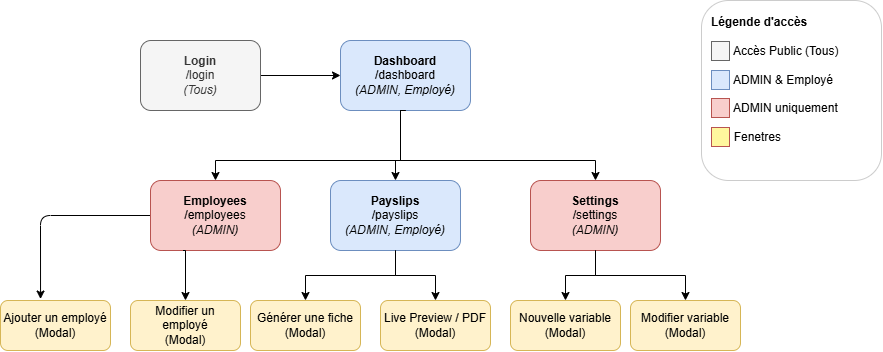 Légende d'accès
Accès Public (Tous)
ADMIN & Employé
ADMIN uniquement
Fenetres
Login
/login
(Tous)
Dashboard
/dashboard
(ADMIN, Employé)
Employees
/employees
(ADMIN)
Payslips
/payslips
(ADMIN, Employé)
Settings
/settings
(ADMIN)
Ajouter un employé
(Modal)
Modifier un
employé
(Modal)
Générer une fiche
(Modal)
Live Preview / PDF
(Modal)
Nouvelle variable
(Modal)
Modifier variable
(Modal)